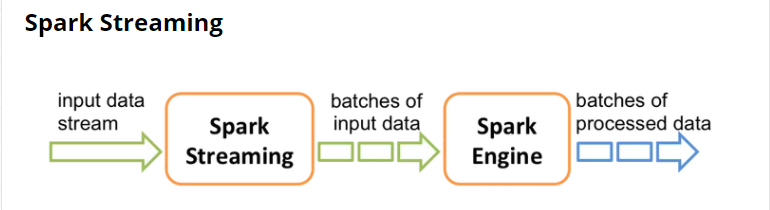 Spark Streaming
input data
stream
Spark
Streaming
batches of
input data
Spark
Engine
batches of
processed data